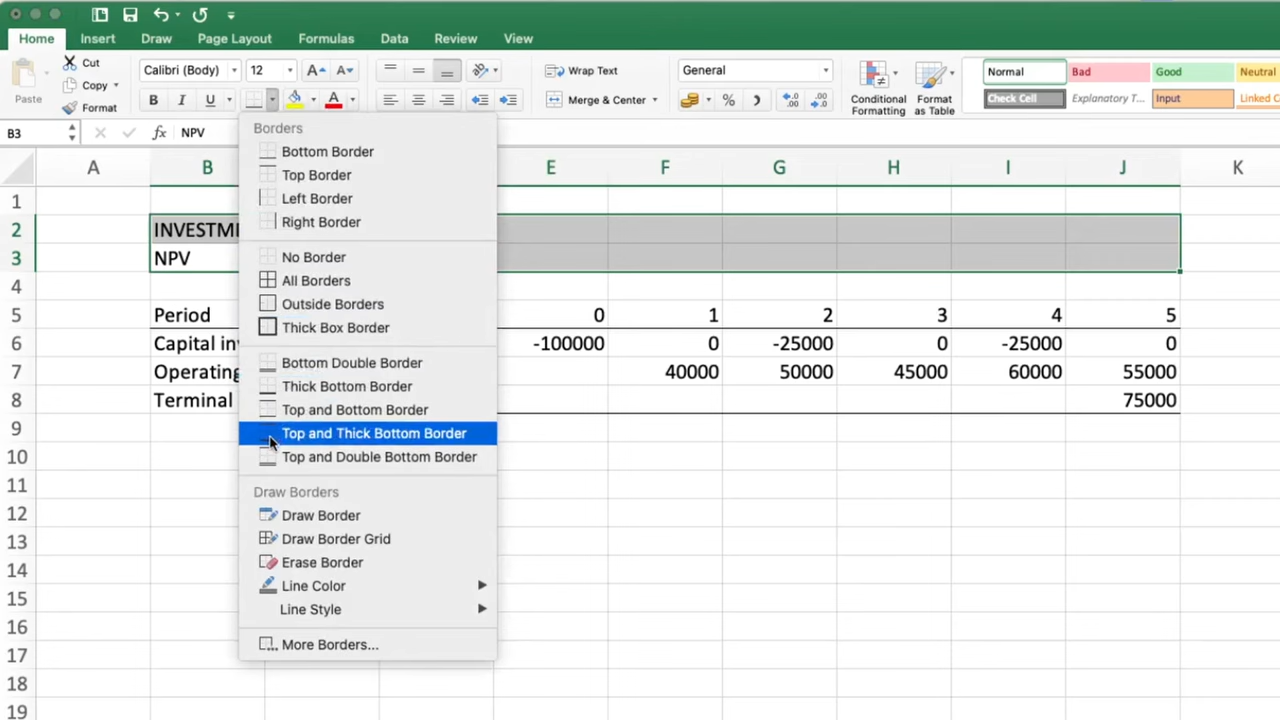 Home Insert Draw Page Layout Formulas Data Review View
Paste
Cut
Copy
Format
Calibri (Body) 12 A A
B I U A
Wrap Text
Merge & Center
General
%
Conditional Formatting
Format as Table
Normal Bad Good Neutral
Check Cell Explanatory T... Input Linked C
B3 fx NPV
A B E F G H I J K
1
2 INVESTM
3 NPV
4
5 Period 0 1 2 3 4 5
6 Capital in -100000 0 -25000 0 -25000 0
7 Operating 40000 50000 45000 60000 55000
8 Terminal 75000
9
10
11
12
13
14
15
16
17
18
19
Borders
Bottom Border
Top Border
Left Border
Right Border
No Border
All Borders
Outside Borders
Thick Box Border
Bottom Double Border
Thick Bottom Border
Top and Bottom Border
Top and Thick Bottom Border
Top and Double Bottom Border
Draw Borders
Draw Border
Draw Border Grid
Erase Border
Line Color
Line Style
More Borders...